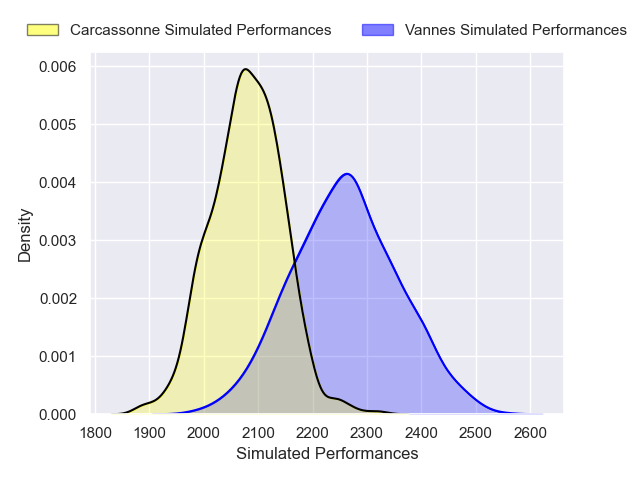 Carcassonne Simulated Performances Vannes Simulated Performances
0.006
0.005
0.004
0.003
0.002
0.001
0.000
Density
1800 1900 2000 2100 2200 2300 2400 2500 2600
Simulated Performances